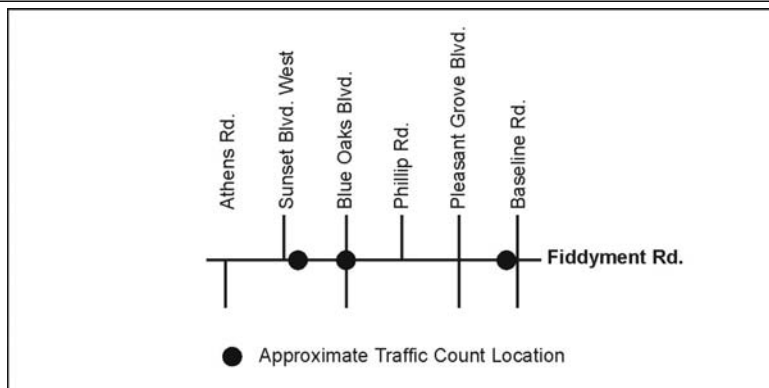 Athens Rd.
Sunset Blvd. West
Blue Oaks Blvd.
Phillip Rd.
Pleasant Grove Blvd.
Baseline Rd.
Fiddyment Rd.
Approximate Traffic Count Location